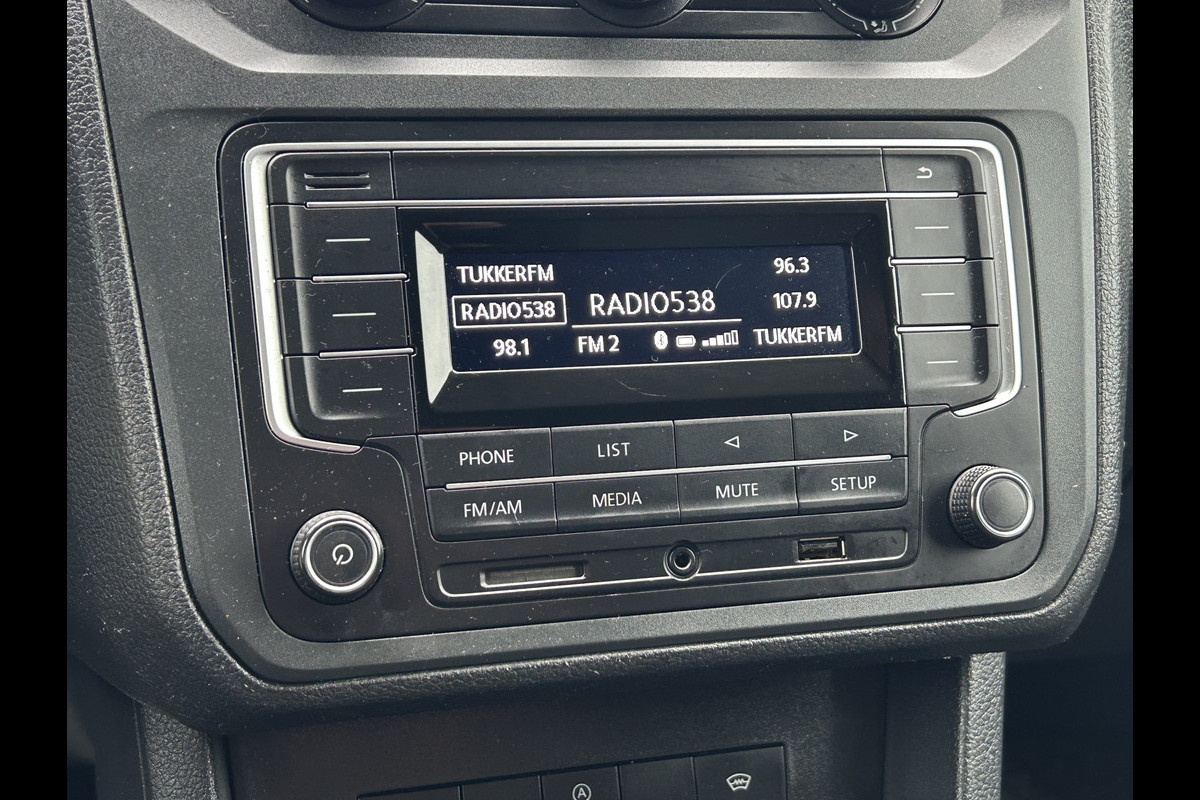 TUKKERFM
96.3
RADIO538
RADIO538
107.9
98.1
FM 2
TUKKERFM
PHONE
LIST
FM/AM
MEDIA
MUTE
SETUP
A